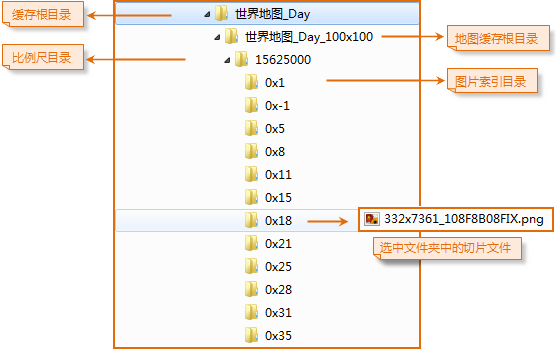 缓存根目录
世界地图_Day
世界地图_Day_100x100
地图缓存根目录
比例尺目录
15625000
0x1
图片索引目录
0x-1
0x5
0x8
0x11
0x15
0x18
332x7361_108F8B08FIX.png
0x21
选中文件夹中的切片文件
0x25
0x28
0x31
0x35